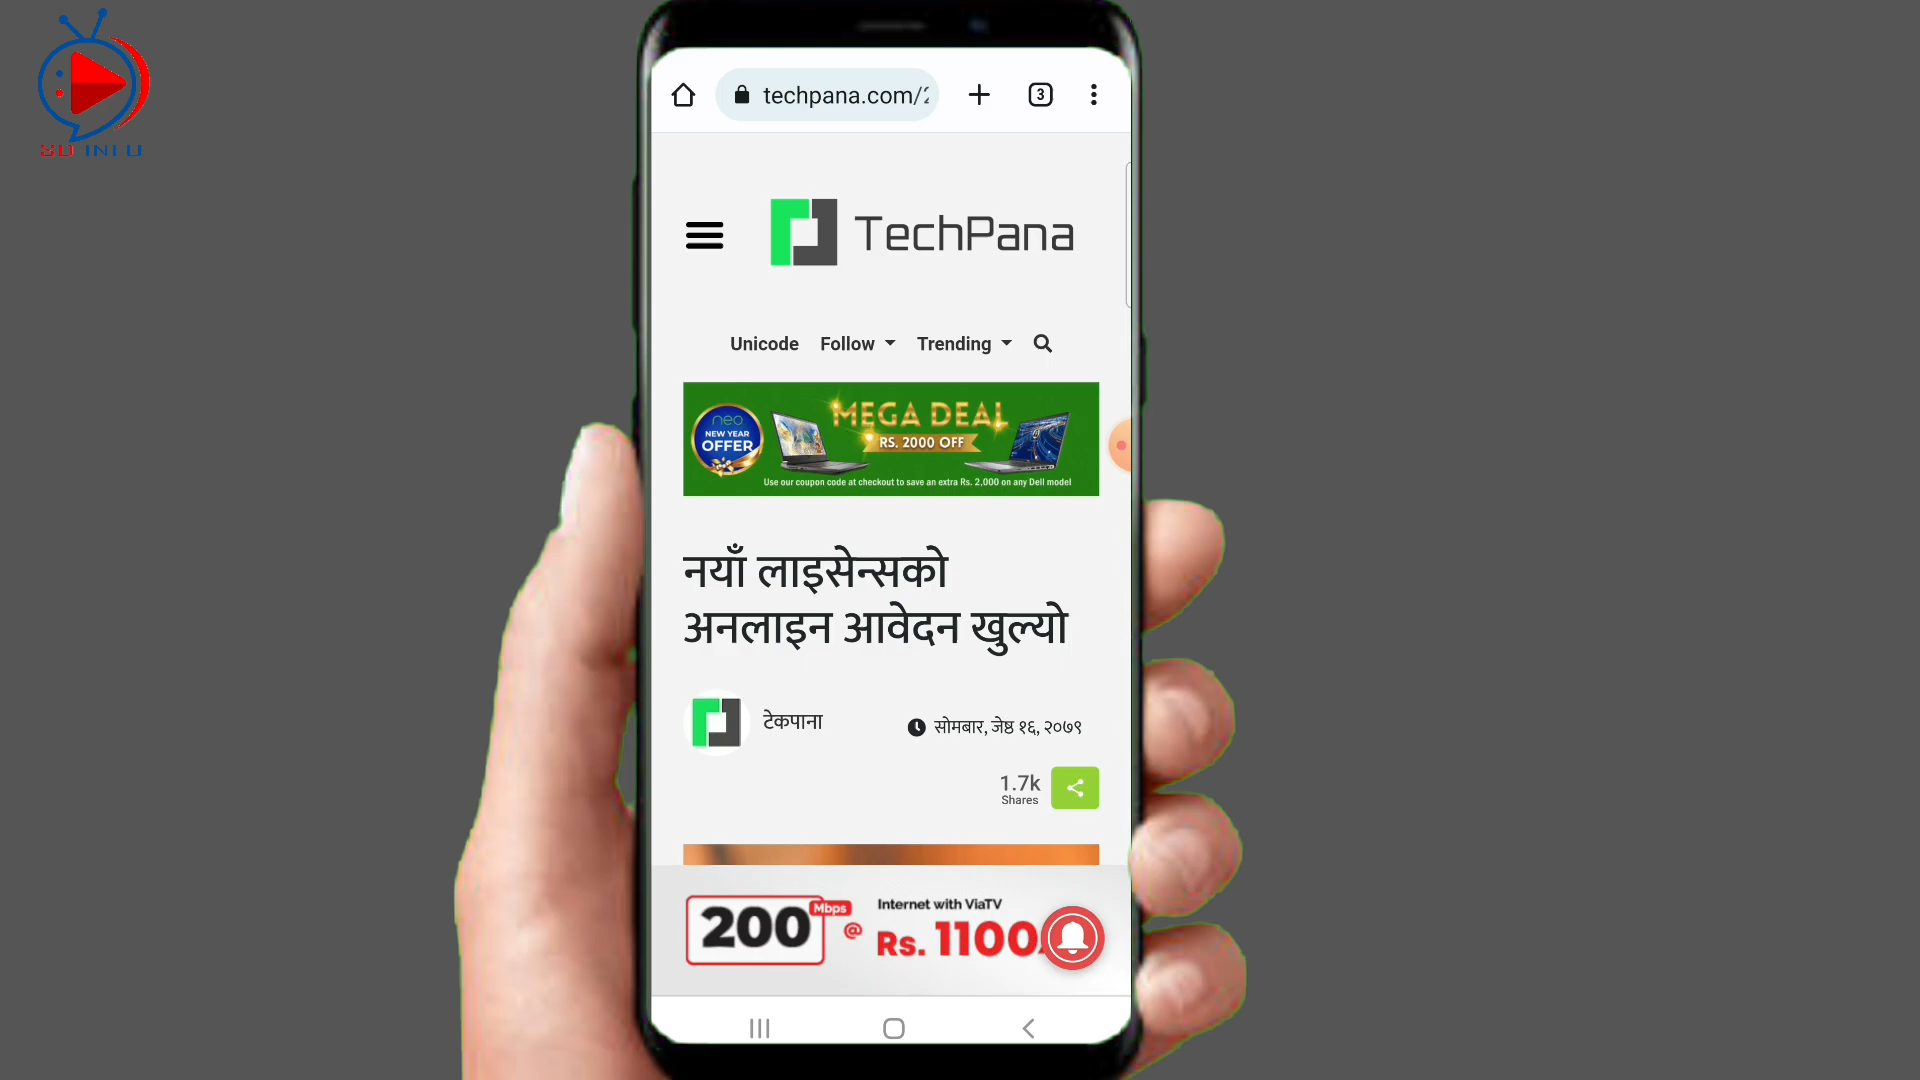 techpana.com/
3
TechPana
Unicode Follow Trending
neo
NEW YEAR
OFFER
MEGA DEAL
RS. 2000 OFF
Use our coupon code at checkout to save an extra Rs. 2,000 on any Dell model
नयाँ लाइसेन्सको
अनलाइन आवेदन खुल्यो
टेकपाना
सोमबार, जेष्ठ १६, २०७९
1.7k
Shares
200 Mbps @
Internet with ViaTV
Rs. 1100